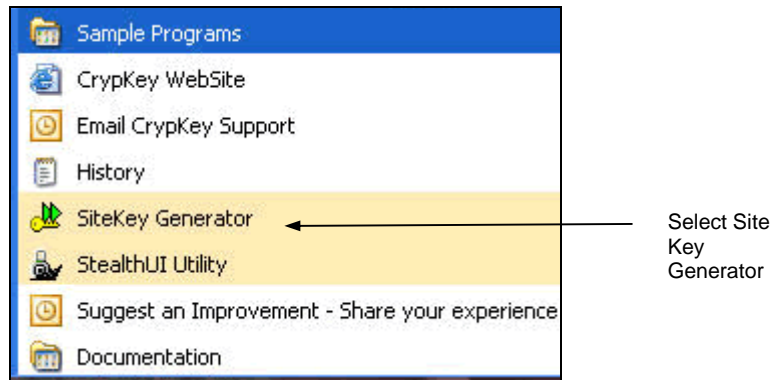 Sample Programs
CrypKey WebSite
Email CrypKey Support
History
SiteKey Generator
StealthUI Utility
Suggest an Improvement - Share your experience
Documentation
Select Site
Key
Generator